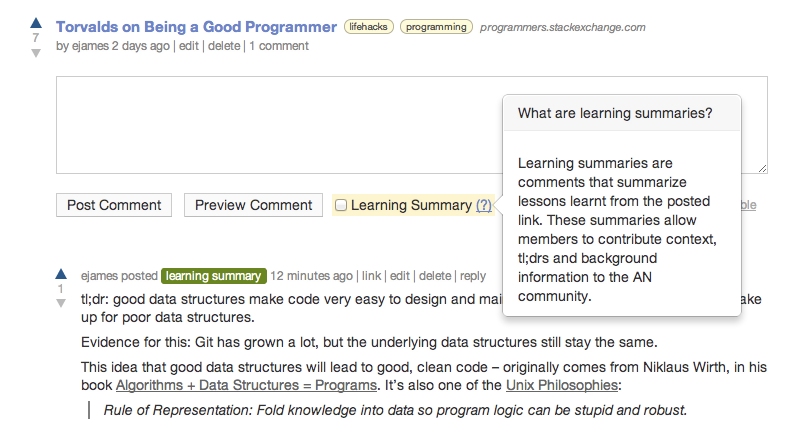 Torvalds on Being a Good Programmer lifehacks programming programmers.stackexchange.com
7
by ejames 2 days ago | edit | delete | 1 comment
What are learning summaries?
Learning summaries are
comments that summarize
lessons learnt from the posted
link. These summaries allow
members to contribute context,
tl;drs and background
information to the AN
community.
Post Comment Preview Comment Learning Summary (?) ble
ejames posted learning summary 12 minutes ago | link | edit | delete | reply
1
tl;dr: good data structures make code very easy to design and mai ake
up for poor data structures.
Evidence for this: Git has grown a lot, but the underlying data structures still stay the same.
This idea that good data structures will lead to good, clean code – originally comes from Niklaus Wirth, in his
book Algorithms + Data Structures = Programs. It's also one of the Unix Philosophies:
Rule of Representation: Fold knowledge into data so program logic can be stupid and robust.